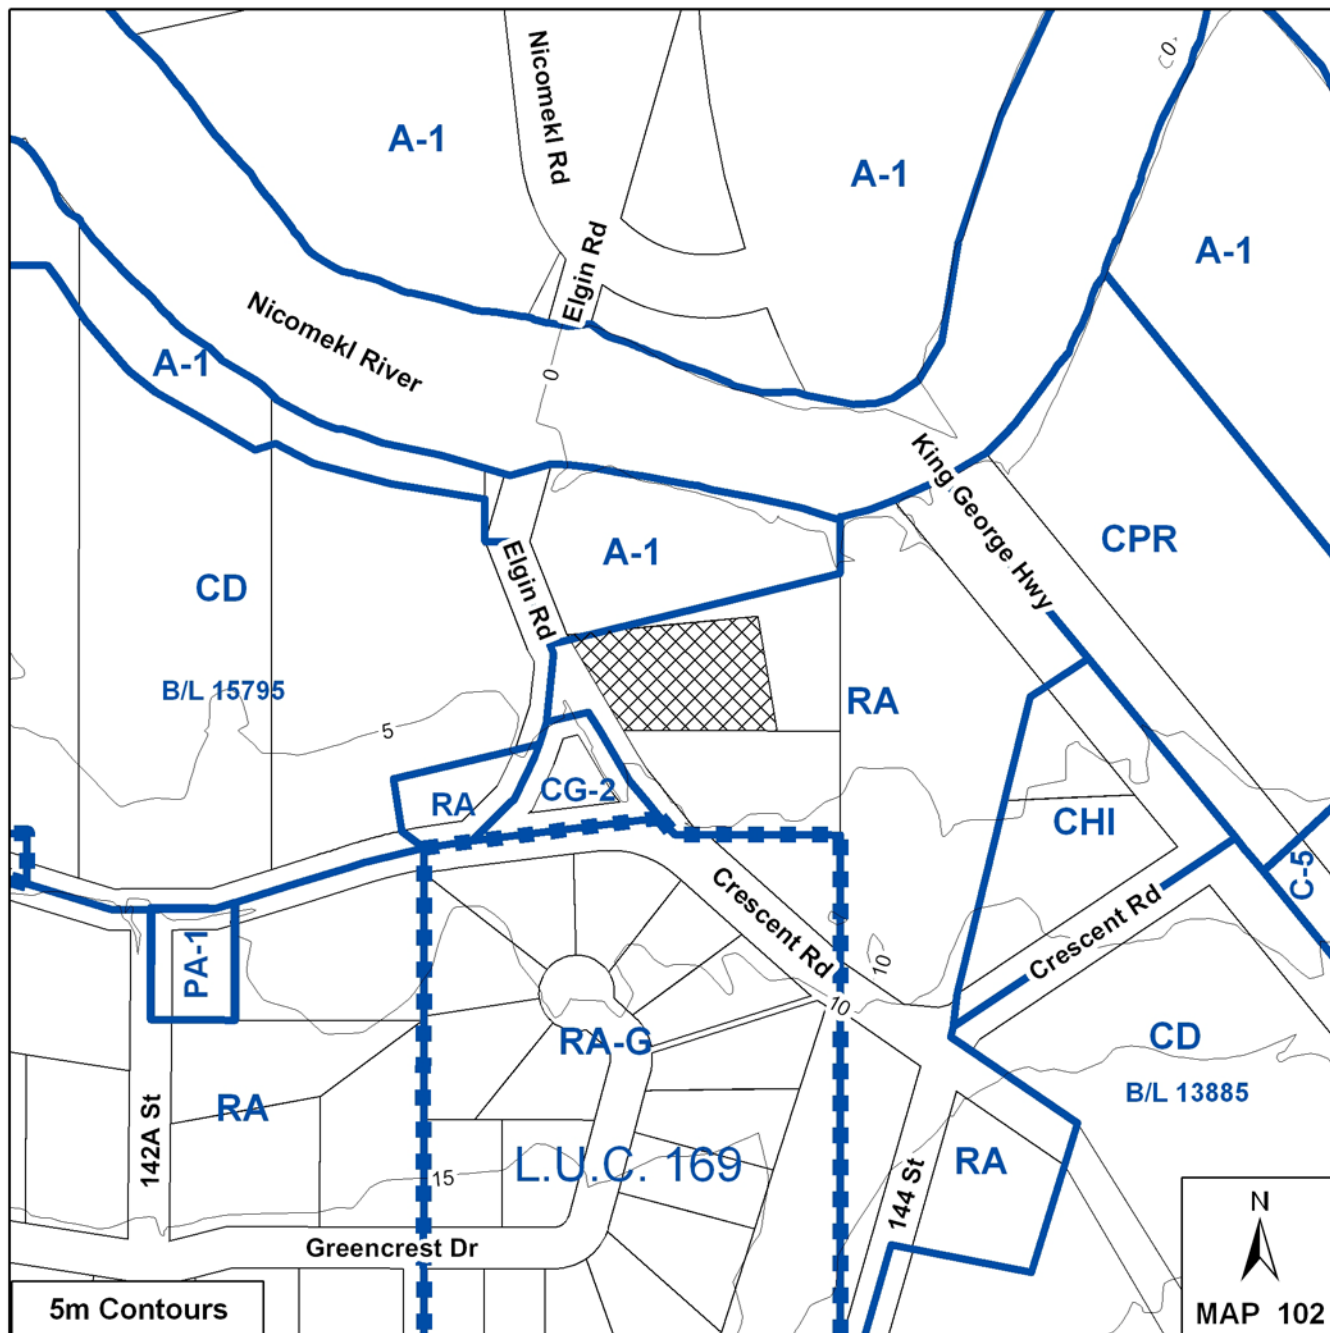 Nicomekl Rd
A-1
A-1
A-1
Elgin Rd
0
0
Nicomekl River
A-1
King George Hwy
CPR
A-1
Elgin Rd
CD
B/L 15795
5
RA
RA
CG-2
CHI
C-5
Crescent Rd
Crescent Rd
10
10
PA-1
RA-G
CD
B/L 13885
RA
142A St
L.U.C. 169
15
RA
144 St
Greencrest Dr
N
5m Contours
MAP 102